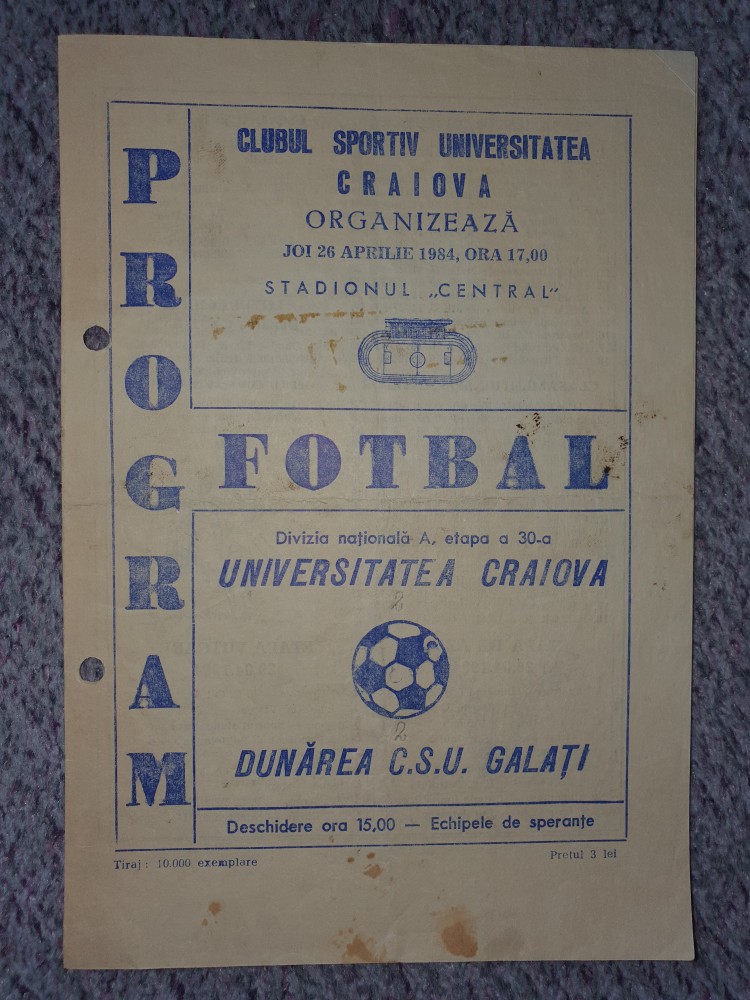 PROGRAM
CLUBUL SPORTIV UNIVERSITATEA
CRAIOVA
ORGANIZEAZĂ
JOI 26 APRILIE 1984, ORA 17,00
STADIONUL „CENTRAL"
FOTBAL
Divizia națională A, etapa a 30-a
UNIVERSITATEA CRAIOVA
2
2
DUNĂREA C.S.U. GALAȚI
Deschidere ora 15,00 — Echipele de speranțe
Tiraj : 10.000 exemplare
Prețul 3 lei